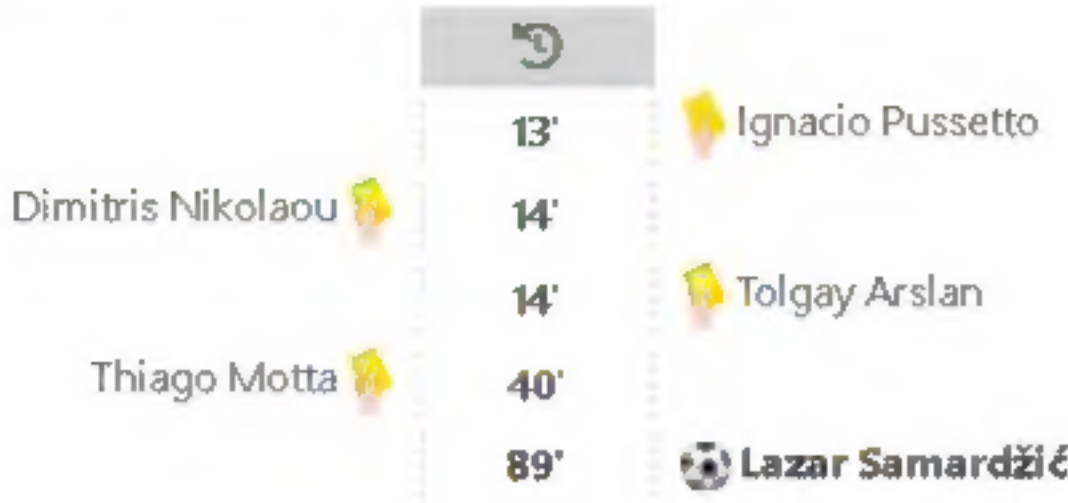 13' Ignacio Pussetto
Dimitris Nikolaou 14'
14' Tolgay Arslan
Thiago Motta 40'
89' Lazar Samardžić